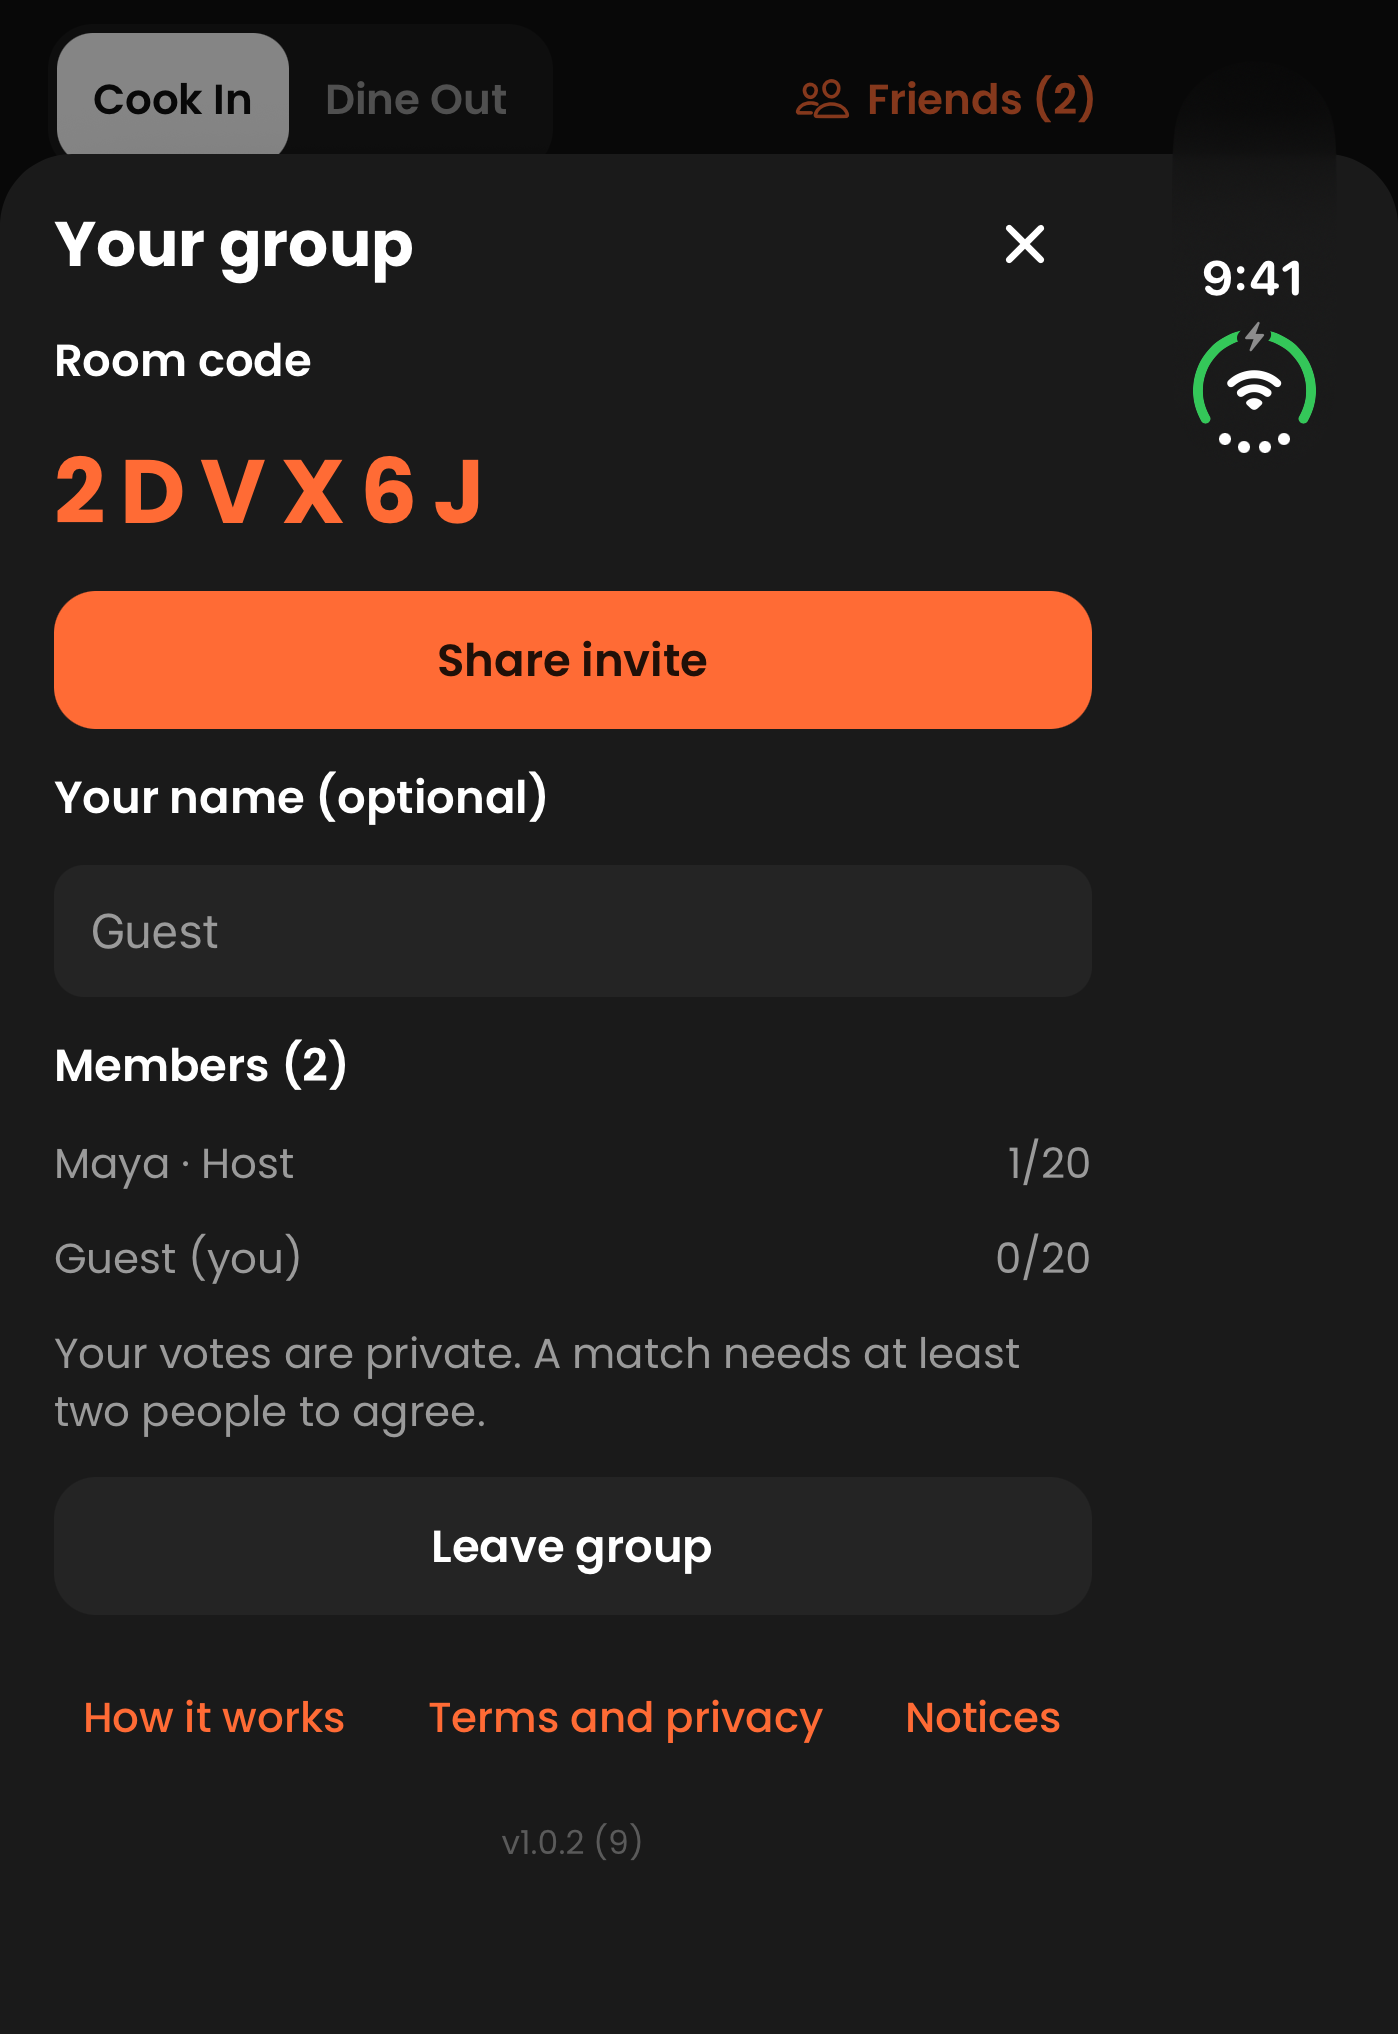 Cook In
Dine Out
Friends (2)
Your group
9:41
Room code
2DVX6J
Share invite
Your name (optional)
Guest
Members (2)
Maya · Host
1/20
Guest (you)
0/20
Your votes are private. A match needs at least
two people to agree.
Leave group
How it works
Terms and privacy
Notices
v1.0.2 (9)